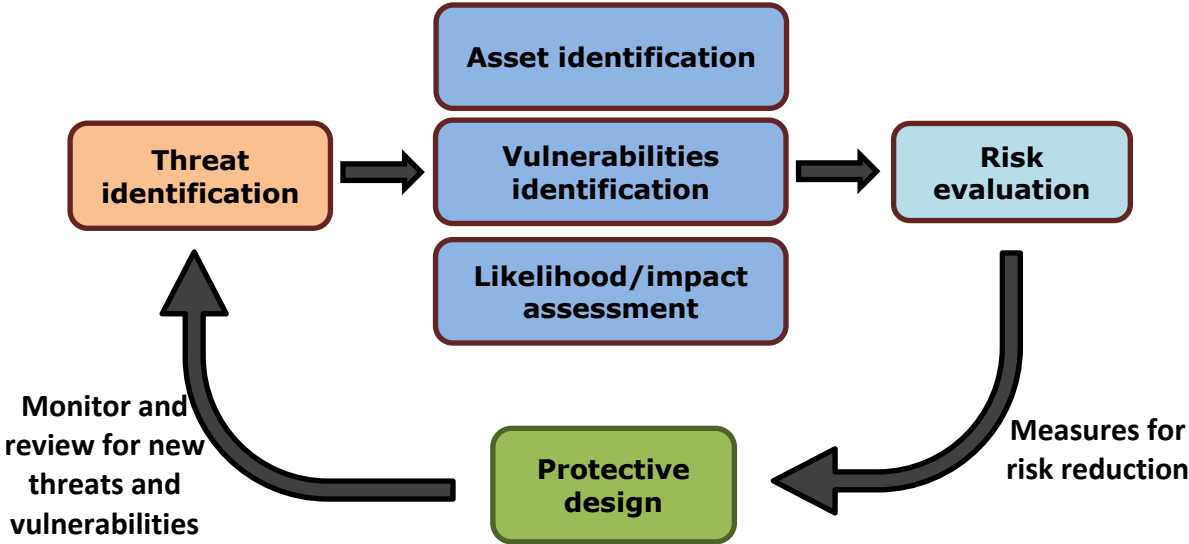 Asset identification
Threat
identification
Vulnerabilities
identification
Risk
evaluation
Likelihood/impact
assessment
Monitor and
review for new
threats and
vulnerabilities
Protective
design
Measures for
risk reduction